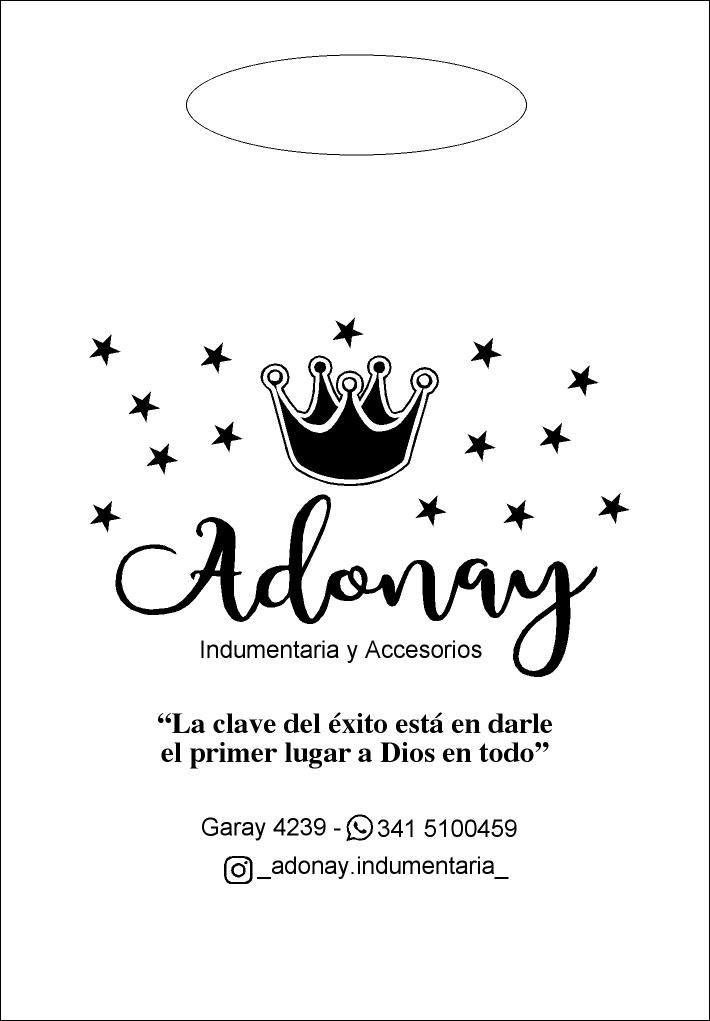 Adonay
Indumentaria y Accesorios
“La clave del éxito está en darle
el primer lugar a Dios en todo”
Garay 4239 - 341 5100459
_adonay.indumentaria_